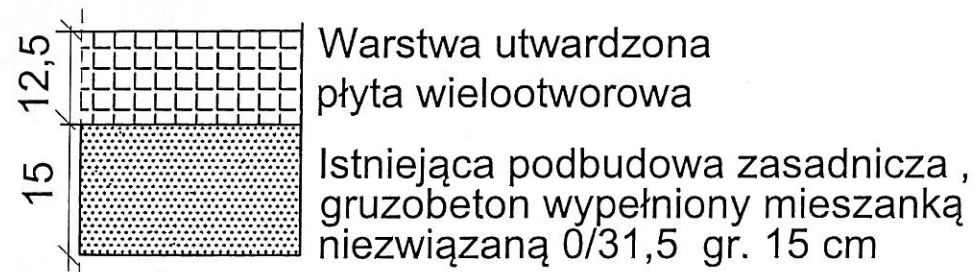 12,5
Warstwa utwardzona
płyta wielootworowa
15
Istniejąca podbudowa zasadnicza ,
gruzobeton wypełniony mieszanką
niezwiązaną 0/31,5 gr. 15 cm